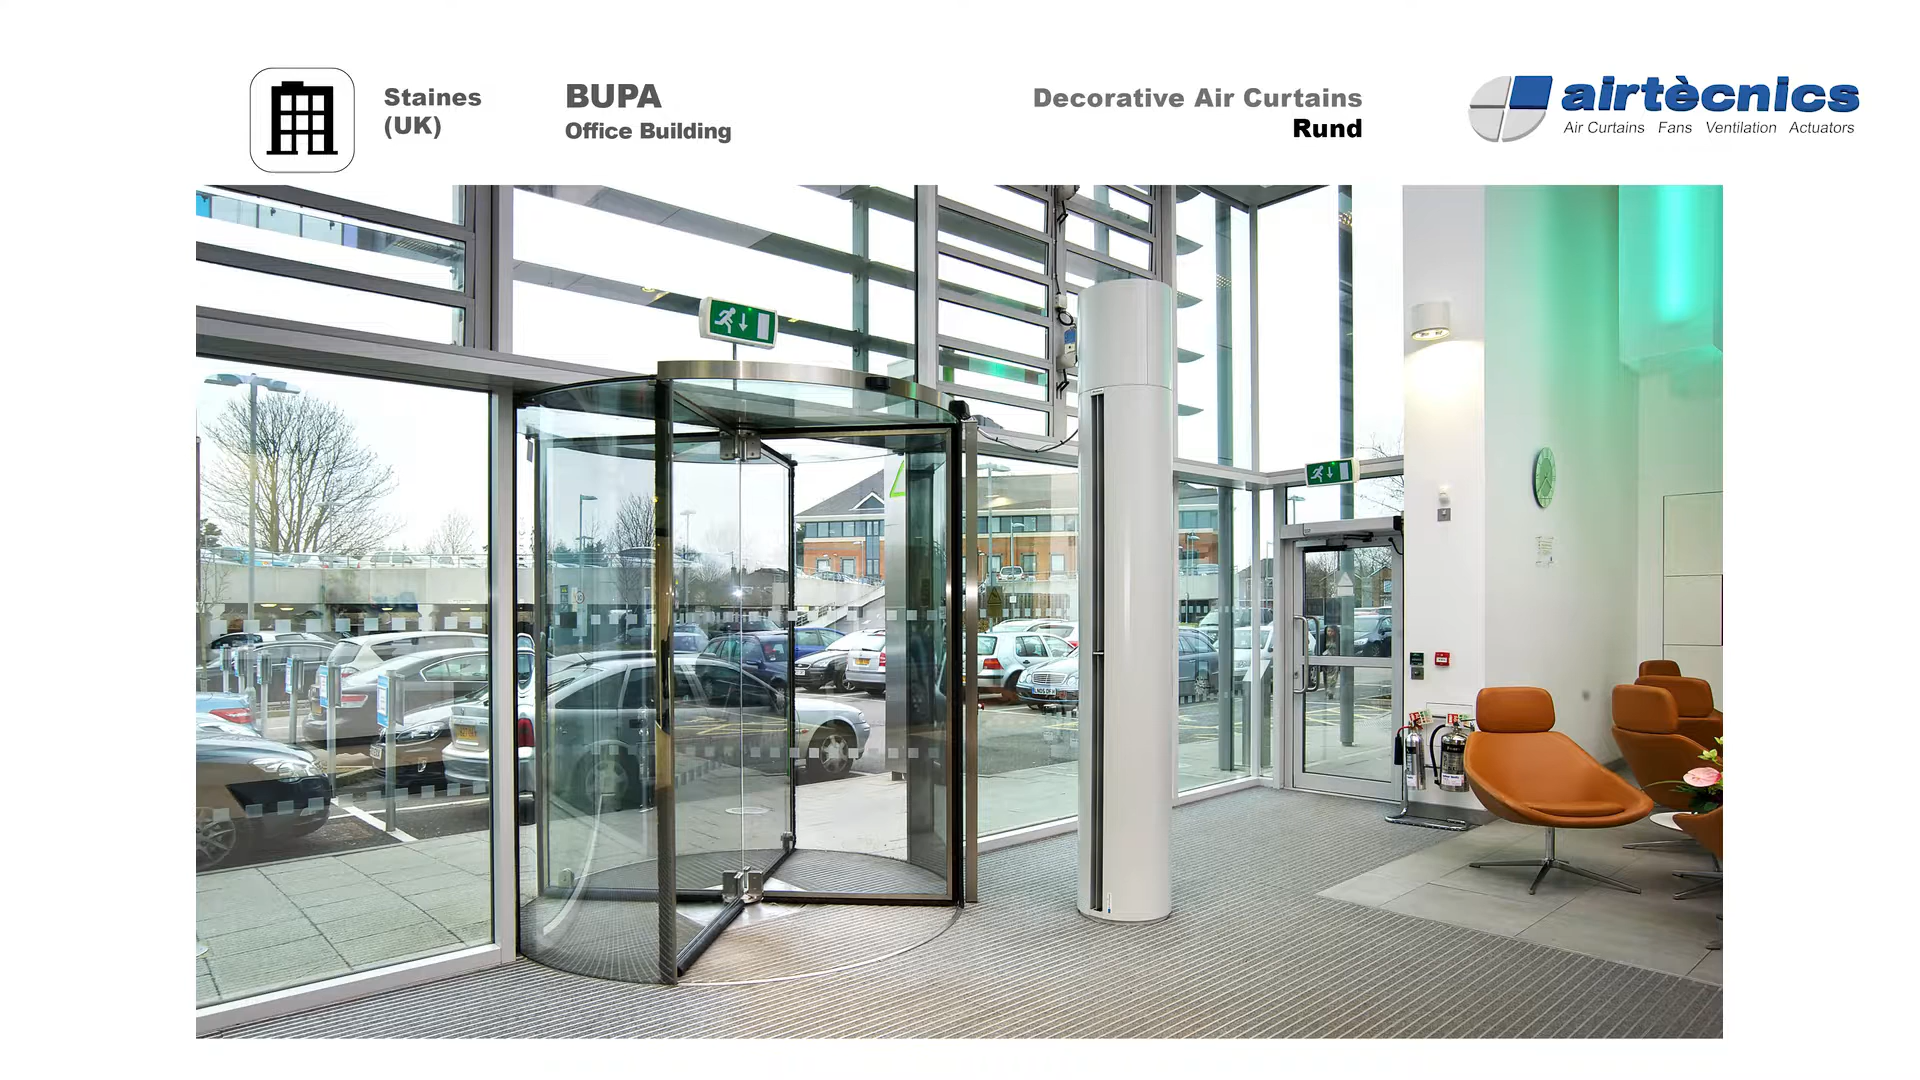 Staines
(UK)
BUPA
Office Building
Decorative Air Curtains
Rund
airtècnics
Air Curtains Fans Ventilation Actuators